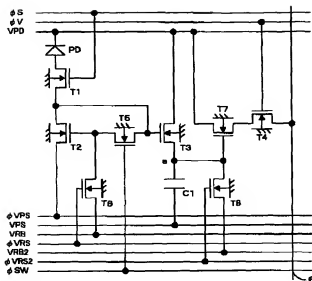 φS
φV
VPD
PD
T1
T5
T7
T2
T3
T4
T8
C1
T6
a
φVPS
VPS
VRB
φVRS
VRB2
φVRS2
φSW